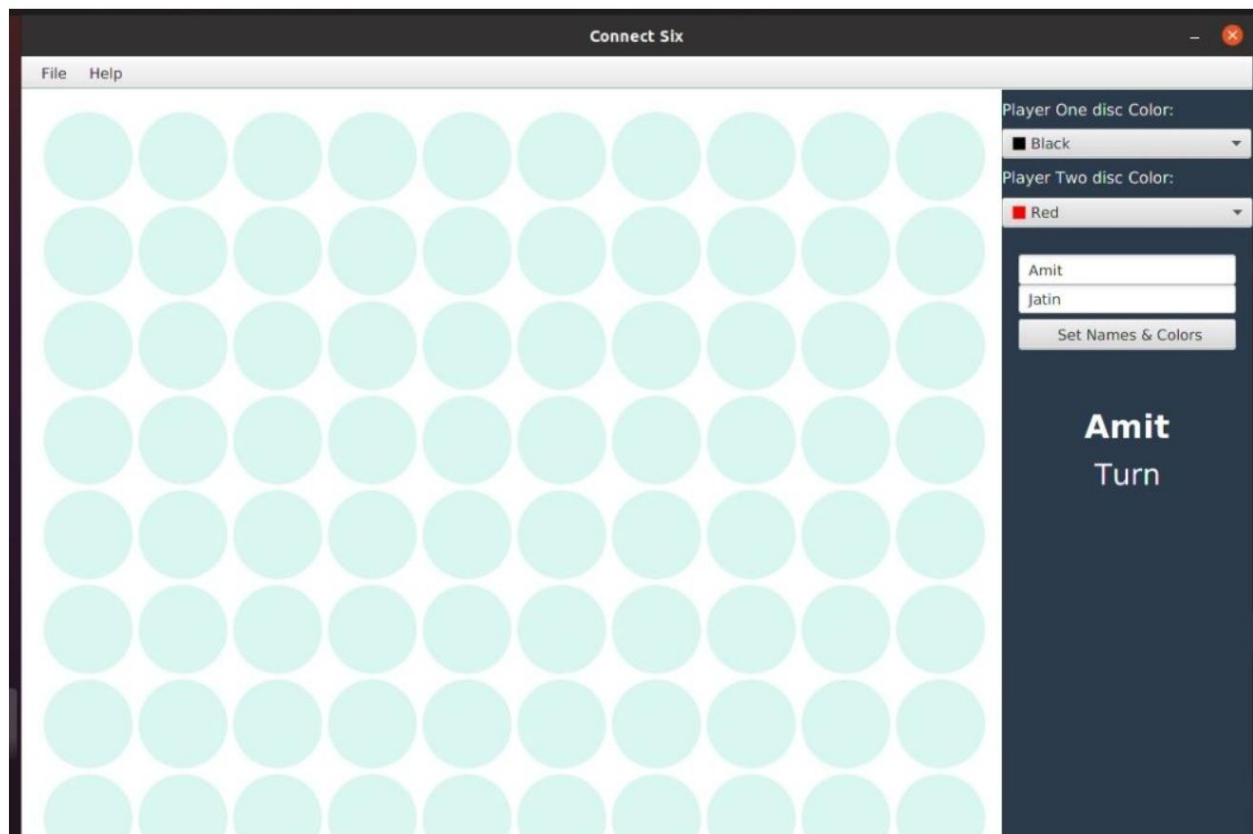 Connect Six
File Help
Player One disc Color:
Black
Player Two disc Color:
Red
Amit
Jatin
Set Names & Colors
Amit
Turn